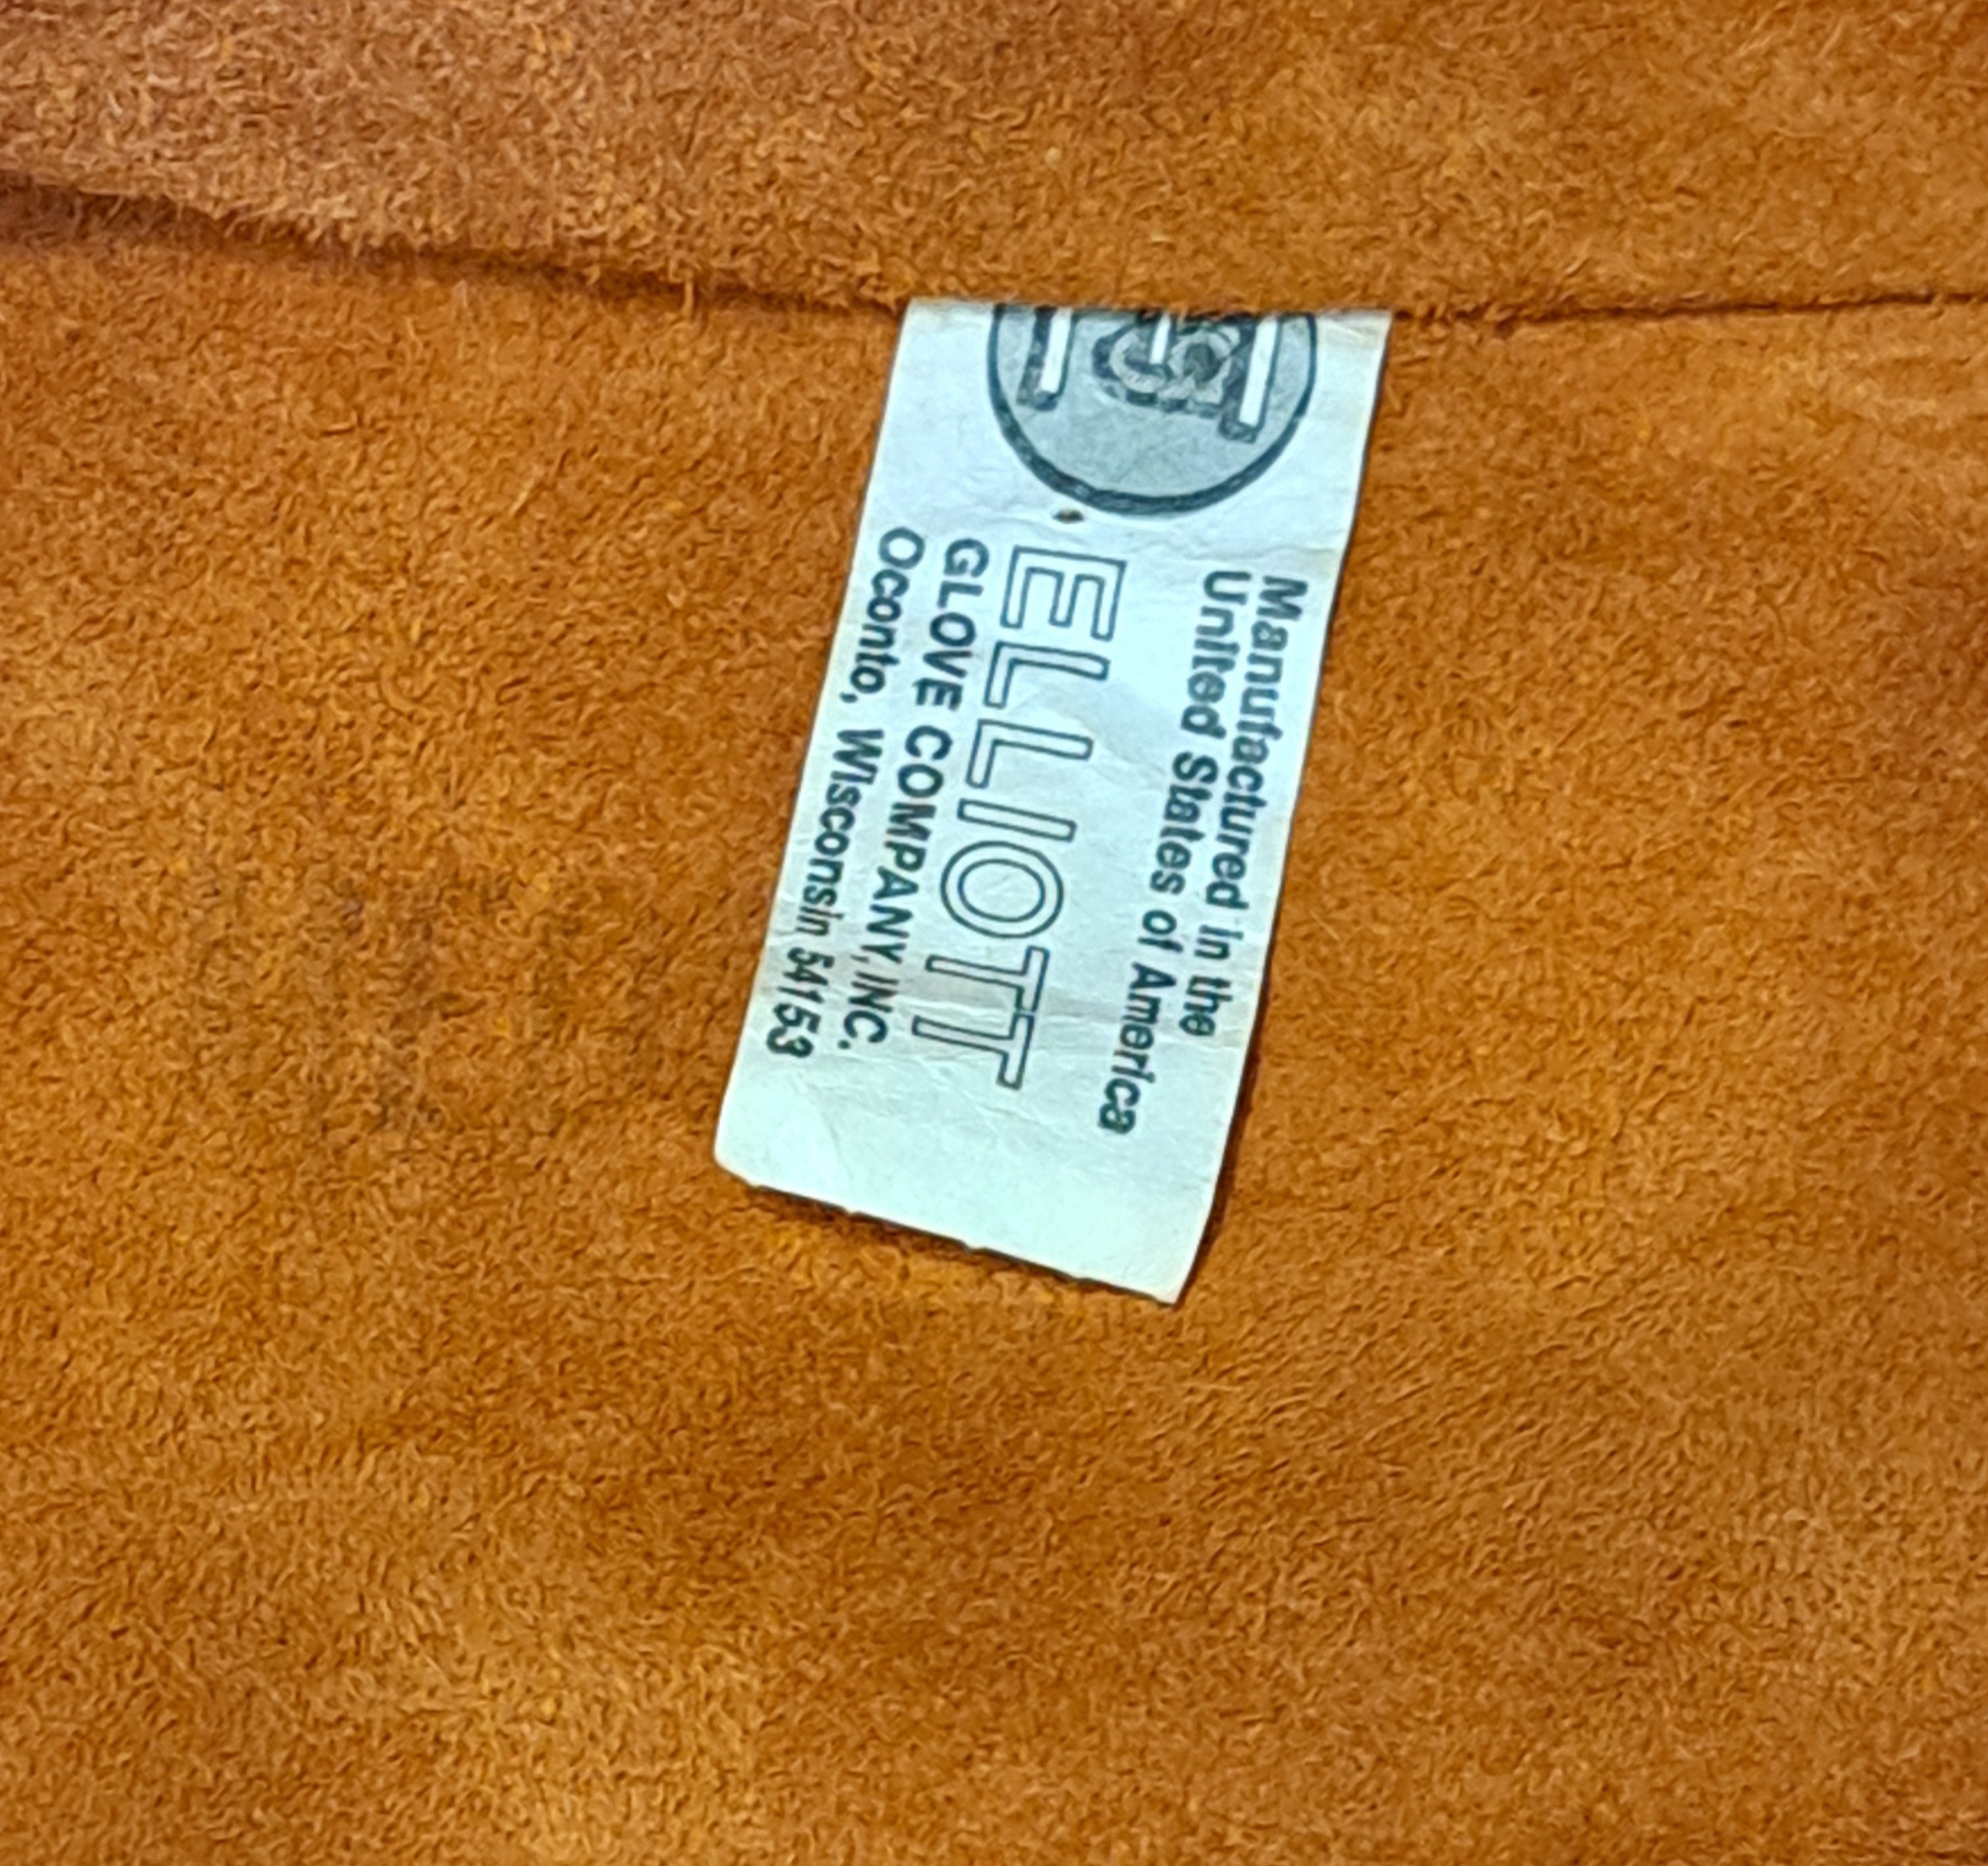 Manufactured in the
United States of America
ELLIOTT
GLOVE COMPANY, INC.
Oconto, Wisconsin 54153